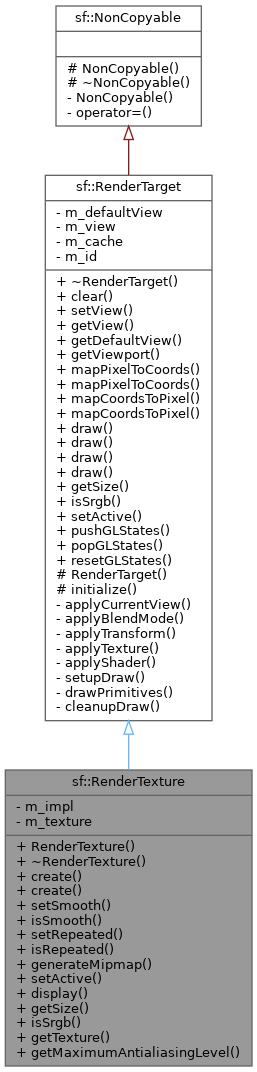 sf::NonCopyable
# NonCopyable()
# ~NonCopyable()
- NonCopyable()
- operator=()
sf::RenderTarget
- m_defaultView
- m_view
- m_cache
- m_id
+ ~RenderTarget()
+ clear()
+ setView()
+ getView()
+ getDefaultView()
+ getViewport()
+ mapPixelToCoords()
+ mapPixelToCoords()
+ mapCoordsToPixel()
+ mapCoordsToPixel()
+ draw()
+ draw()
+ draw()
+ draw()
+ getSize()
+ isSrgb()
+ setActive()
+ pushGLStates()
+ popGLStates()
+ resetGLStates()
# RenderTarget()
# initialize()
- applyCurrentView()
- applyBlendMode()
- applyTransform()
- applyTexture()
- applyShader()
- setupDraw()
- drawPrimitives()
- cleanupDraw()
sf::RenderTexture
- m_impl
- m_texture
+ RenderTexture()
+ ~RenderTexture()
+ create()
+ create()
+ setSmooth()
+ isSmooth()
+ setRepeated()
+ isRepeated()
+ generateMipmap()
+ setActive()
+ display()
+ getSize()
+ isSrgb()
+ getTexture()
+ getMaximumAntialiasingLevel()